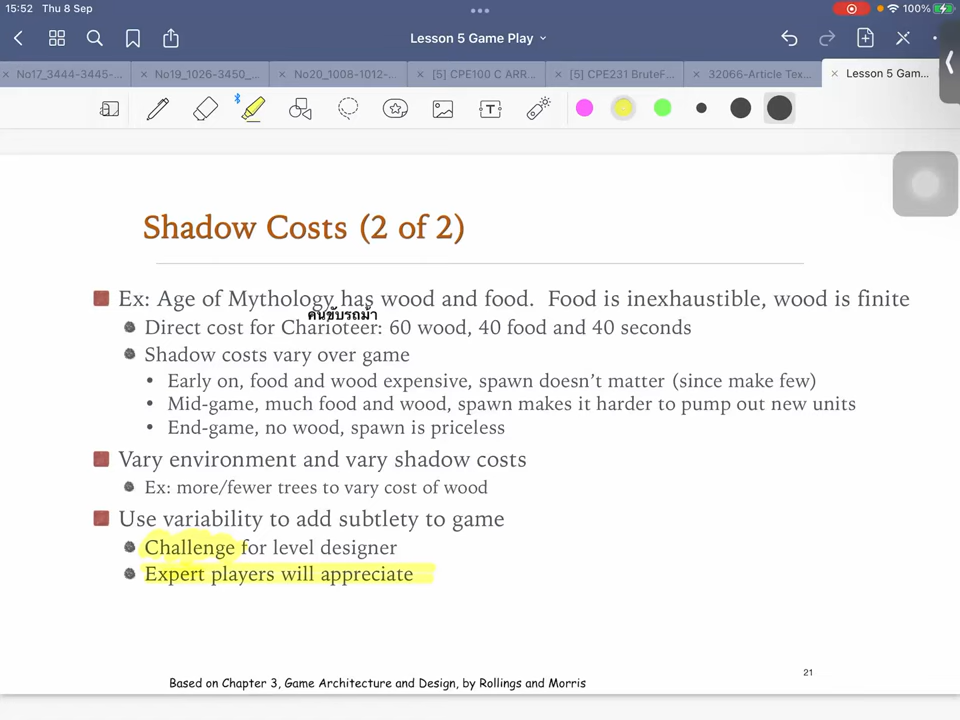 15:52 Thu 8 Sep
100%
Lesson 5 Game Play
No17_3444-3445-...
No19_1026-3450_...
No20_1008-1012-...
[5] CPE100 C ARR...
[5] CPE231 BruteF...
32066-Article Tex...
Lesson 5 Gam...
Shadow Costs (2 of 2)
Ex: Age of Mythology has wood and food. Food is inexhaustible, wood is finite
คนขับรถม้า
Direct cost for Charioteer: 60 wood, 40 food and 40 seconds
Shadow costs vary over game
Early on, food and wood expensive, spawn doesn't matter (since make few)
Mid-game, much food and wood, spawn makes it harder to pump out new units
End-game, no wood, spawn is priceless
Vary environment and vary shadow costs
Ex: more/fewer trees to vary cost of wood
Use variability to add subtlety to game
Challenge for level designer
Expert players will appreciate
21
Based on Chapter 3, Game Architecture and Design, by Rollings and Morris